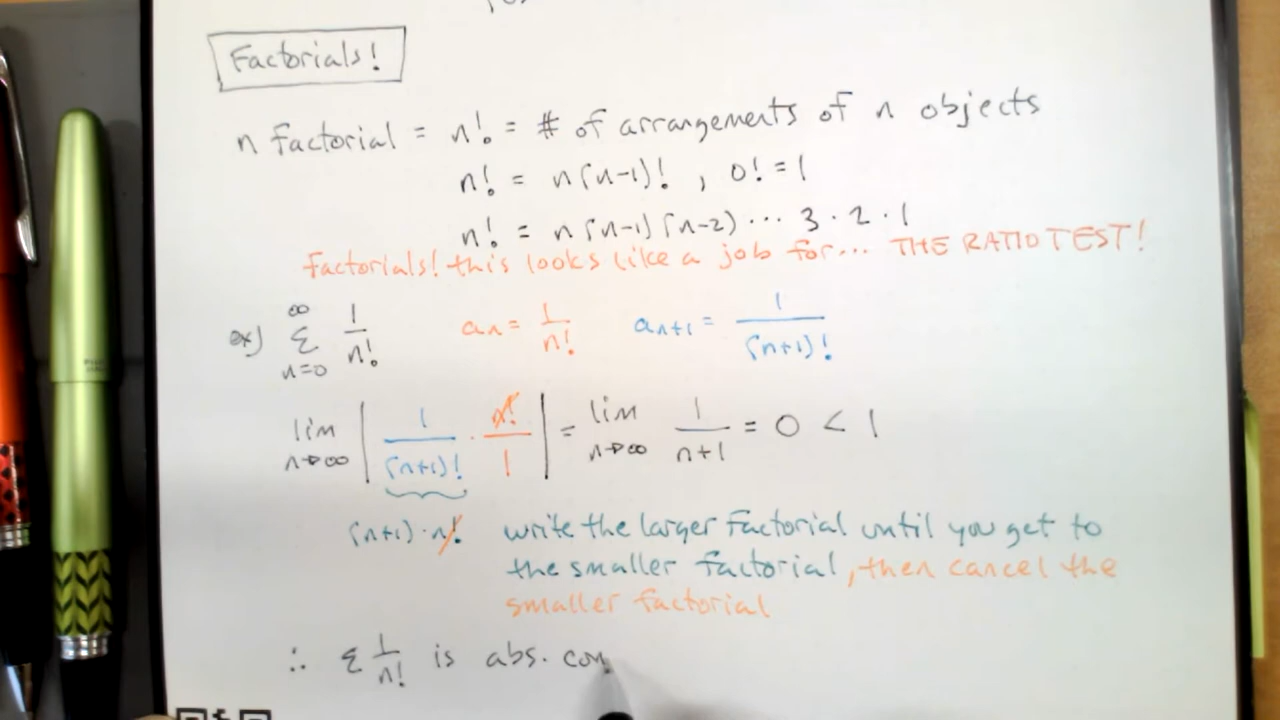 Factorials!
n factorial = n! = # of arrangements of n objects
n! = n(n-1)! , 0! = 1
n! = n(n-1)(n-2) ··· 3 · 2 · 1
Factorials! this looks like a job for... THE RATIO TEST!
ex) ∞ Σ n=0 1/n! aₙ = 1/n! aₙ₊₁ = 1/(n+1)!
lim n→∞ | 1/(n+1)! · n!/1 | = lim n→∞ 1/(n+1) = 0 < 1
(n+1) · n! write the larger factorial until you get to
the smaller factorial, then cancel the
smaller factorial
∴ Σ 1/n! is abs. con